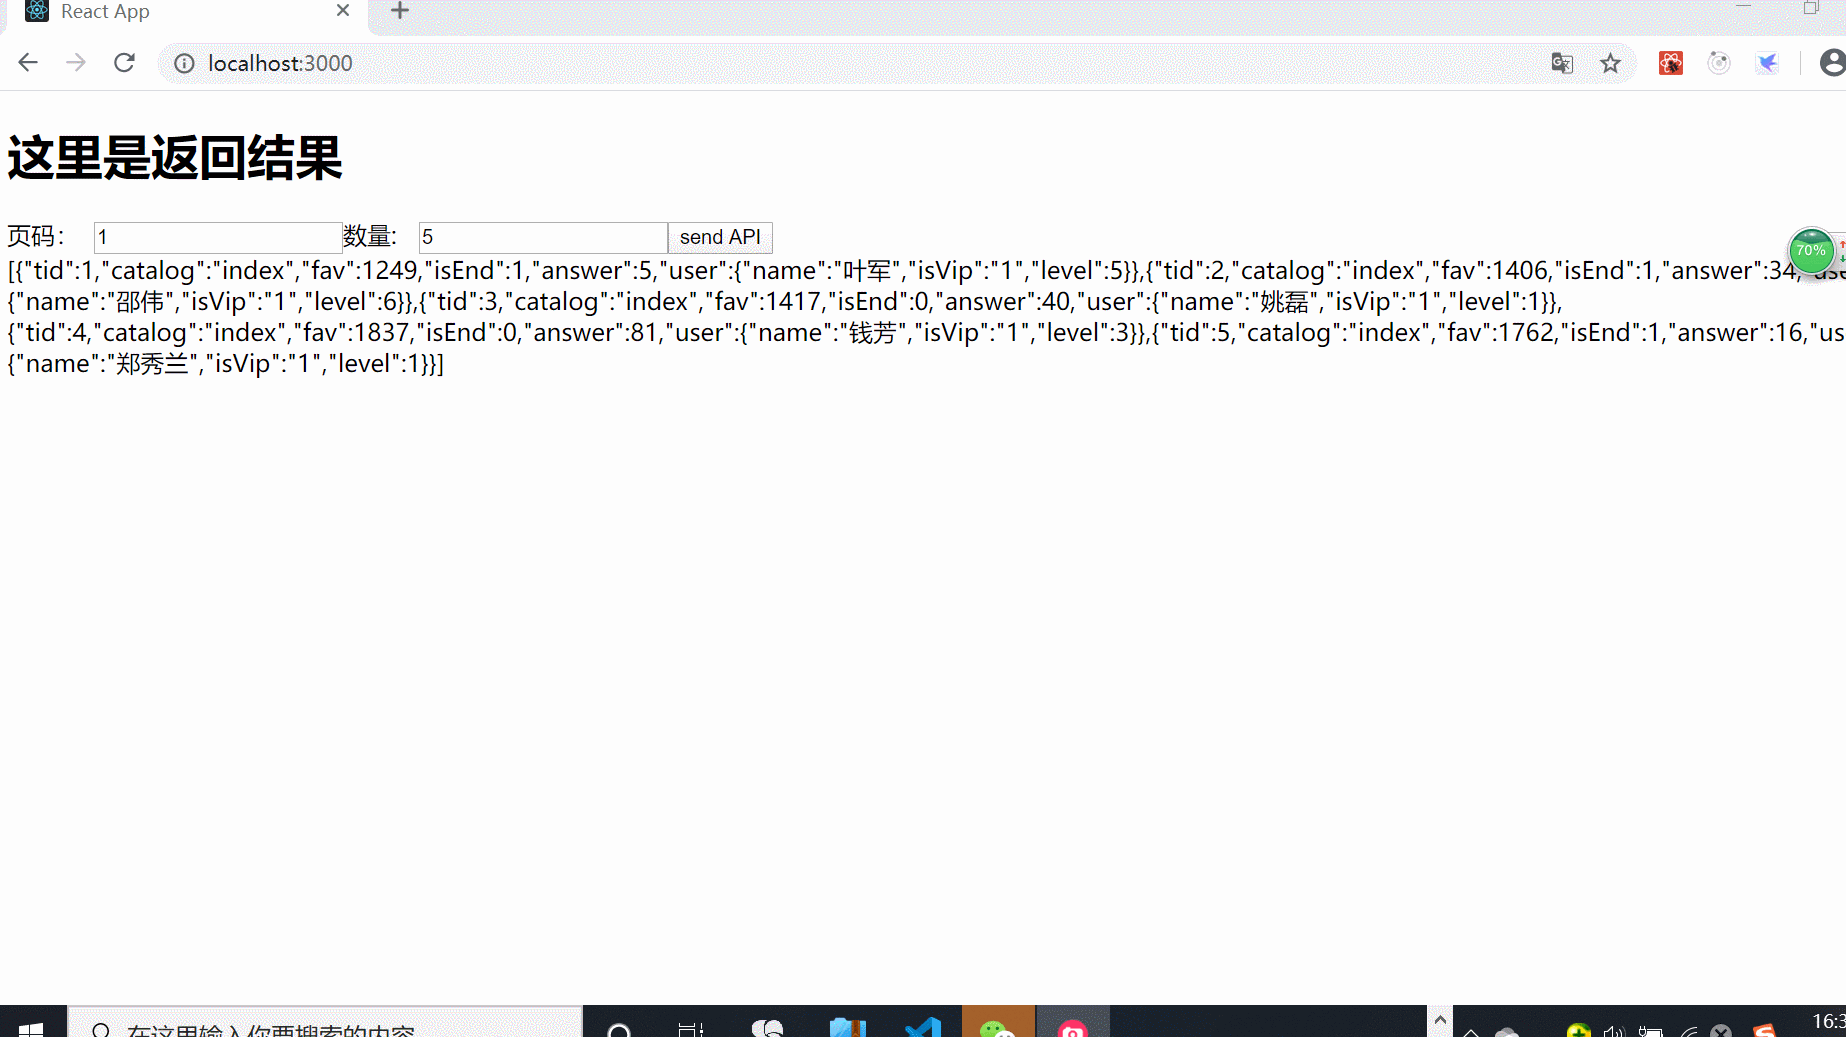 React App
localhost:3000
这里是返回结果
页码： 1 数量: 5 send API
[{"tid":1,"catalog":"index","fav":1249,"isEnd":1,"answer":5,"user":{"name":"叶军","isVip":"1","level":5}},{"tid":2,"catalog":"index","fav":1406,"isEnd":1,"answer":34,"use
{"name":"邵伟","isVip":"1","level":6}},{"tid":3,"catalog":"index","fav":1417,"isEnd":0,"answer":40,"user":{"name":"姚磊","isVip":"1","level":1}},
{"tid":4,"catalog":"index","fav":1837,"isEnd":0,"answer":81,"user":{"name":"钱芳","isVip":"1","level":3}},{"tid":5,"catalog":"index","fav":1762,"isEnd":1,"answer":16,"us
{"name":"郑秀兰","isVip":"1","level":1}}]
70%
在这里输入你要搜索的内容
16:3